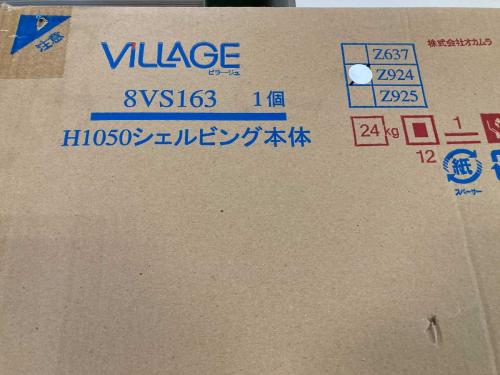 注意
ViLLAGE
ビラージュ
8VS163 1個
H1050シェルビング本体
Z637
Z924
Z925
株式会社オカムラ
24 kg
1
12
紙
スペーサー